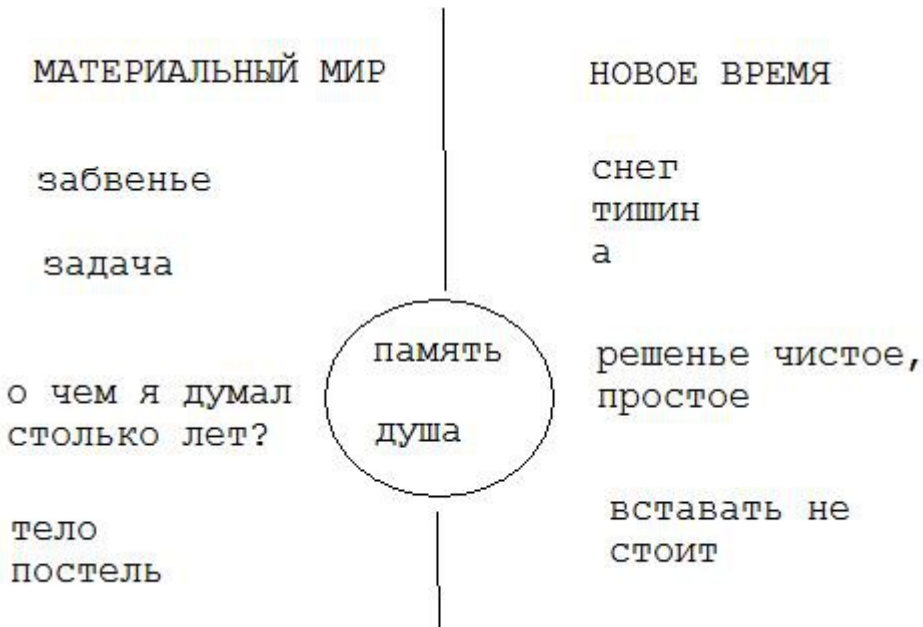 МАТЕРИАЛЬНЫЙ МИР
забвенье
задача
о чем я думал
столько лет?
тело
постель
память
душа
НОВОЕ ВРЕМЯ
снег
тишин
а
решенье чистое,
простое
вставать не
стоит